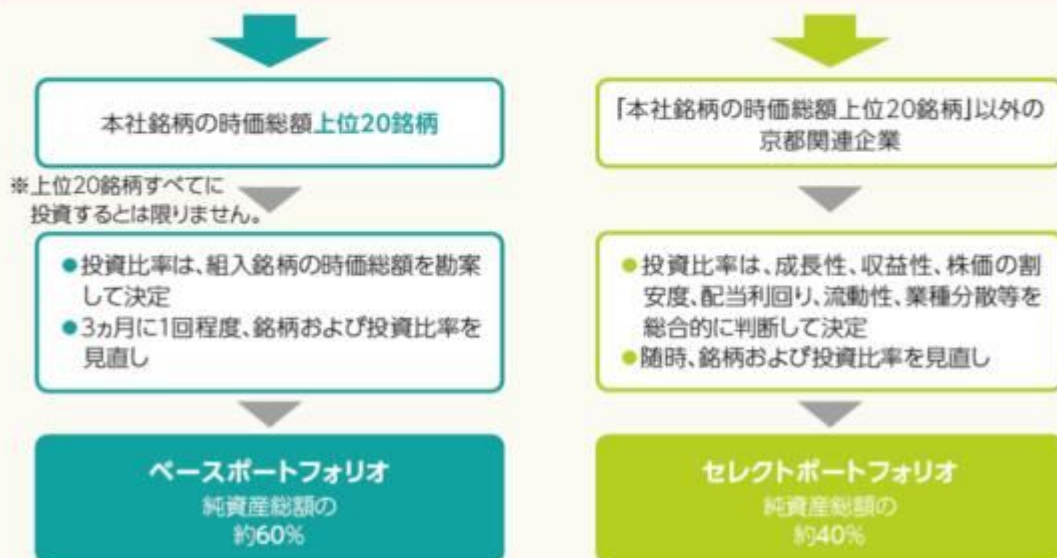 本社銘柄の時価総額上位20銘柄
※上位20銘柄すべてに
投資するとは限りません。
●投資比率は、組入銘柄の時価総額を勘案
して決定
●3ヵ月に1回程度、銘柄および投資比率を
見直し
ベースポートフォリオ
純資産総額の
約60%
「本社銘柄の時価総額上位20銘柄」以外の
京都関連企業
●投資比率は、成長性、収益性、株価の割
安度、配当利回り、流動性、業種分散等を
総合的に判断して決定
●随時、銘柄および投資比率を見直し
セレクトポートフォリオ
純資産総額の
約40%